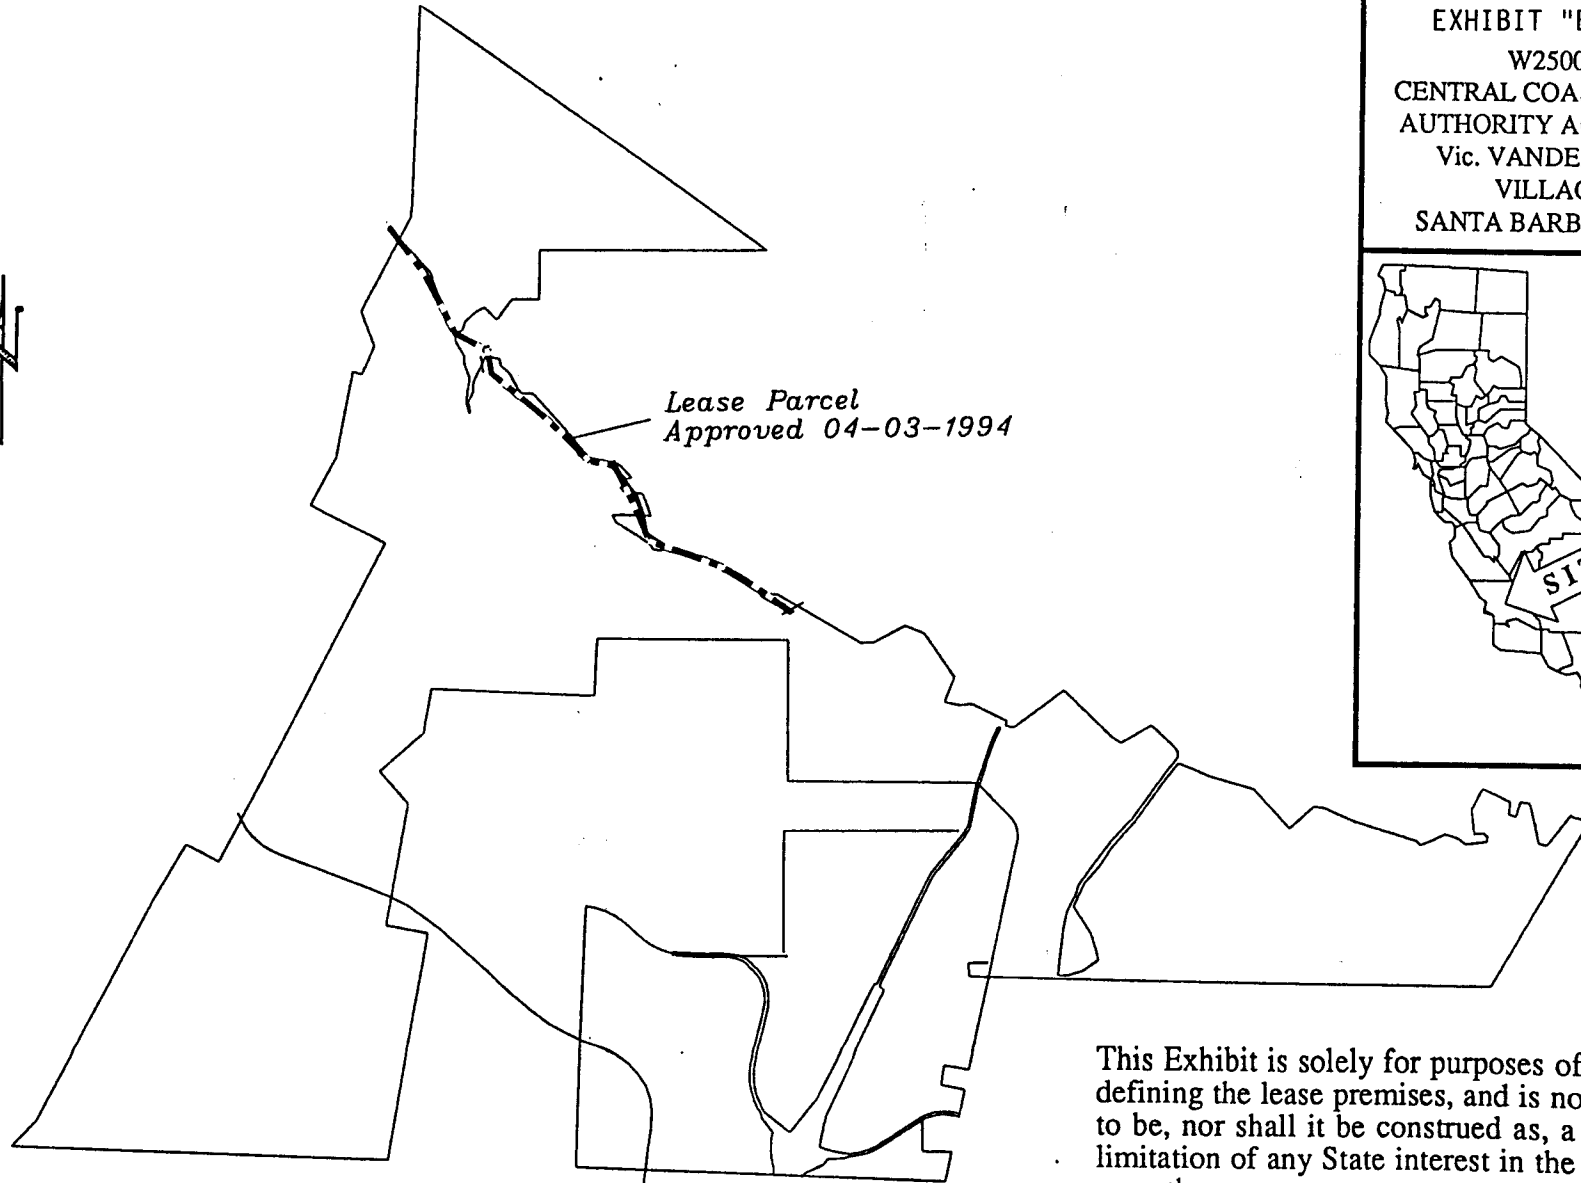 EXHIBIT "
W2500
CENTRAL COA
AUTHORITY A
Vic. VANDE
VILLA
SANTA BARB
Lease Parcel
Approved 04-03-1994
This Exhibit is solely for purposes of
defining the lease premises, and is no
to be, nor shall it be construed as, a
limitation of any State interest in the